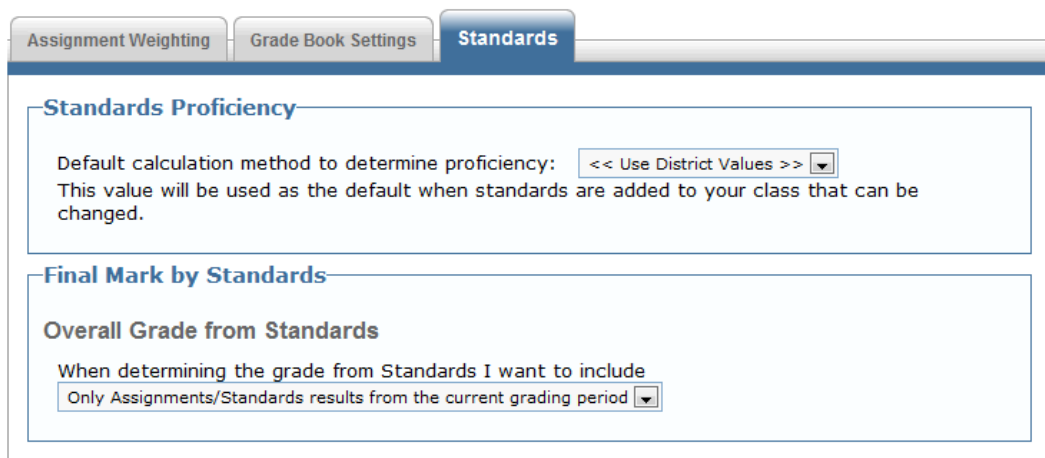 Assignment Weighting Grade Book Settings Standards
Standards Proficiency
Default calculation method to determine proficiency: << Use District Values >>
This value will be used as the default when standards are added to your class that can be
changed.
Final Mark by Standards
Overall Grade from Standards
When determining the grade from Standards I want to include
Only Assignments/Standards results from the current grading period